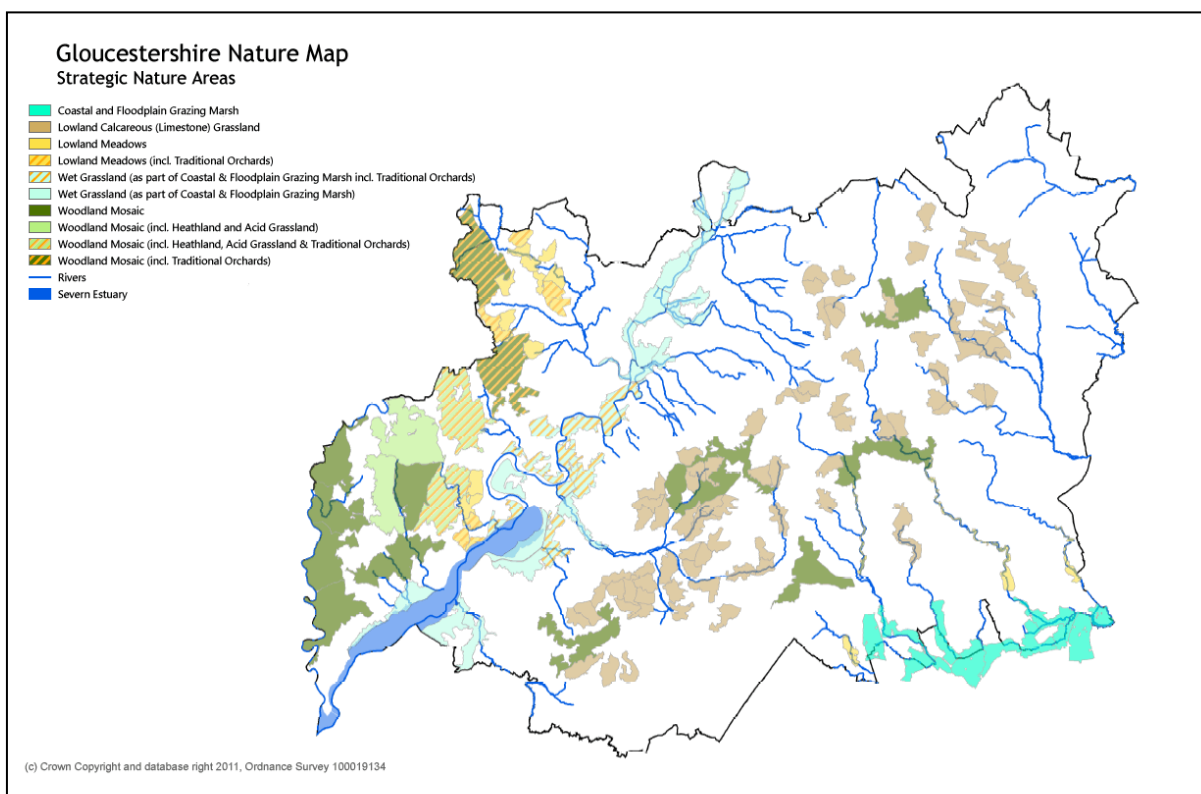 Gloucestershire Nature Map
Strategic Nature Areas
Coastal and Floodplain Grazing Marsh
Lowland Calcareous (Limestone) Grassland
Lowland Meadows
Lowland Meadows (incl. Traditional Orchards)
Wet Grassland (as part of Coastal & Floodplain Grazing Marsh incl. Traditional Orchards)
Wet Grassland (as part of Coastal & Floodplain Grazing Marsh)
Woodland Mosaic
Woodland Mosaic (incl. Heathland and Acid Grassland)
Woodland Mosaic (incl. Heathland, Acid Grassland & Traditional Orchards)
Woodland Mosaic (incl. Traditional Orchards)
Rivers
Severn Estuary
(c) Crown Copyright and database right 2011, Ordnance Survey 100019134